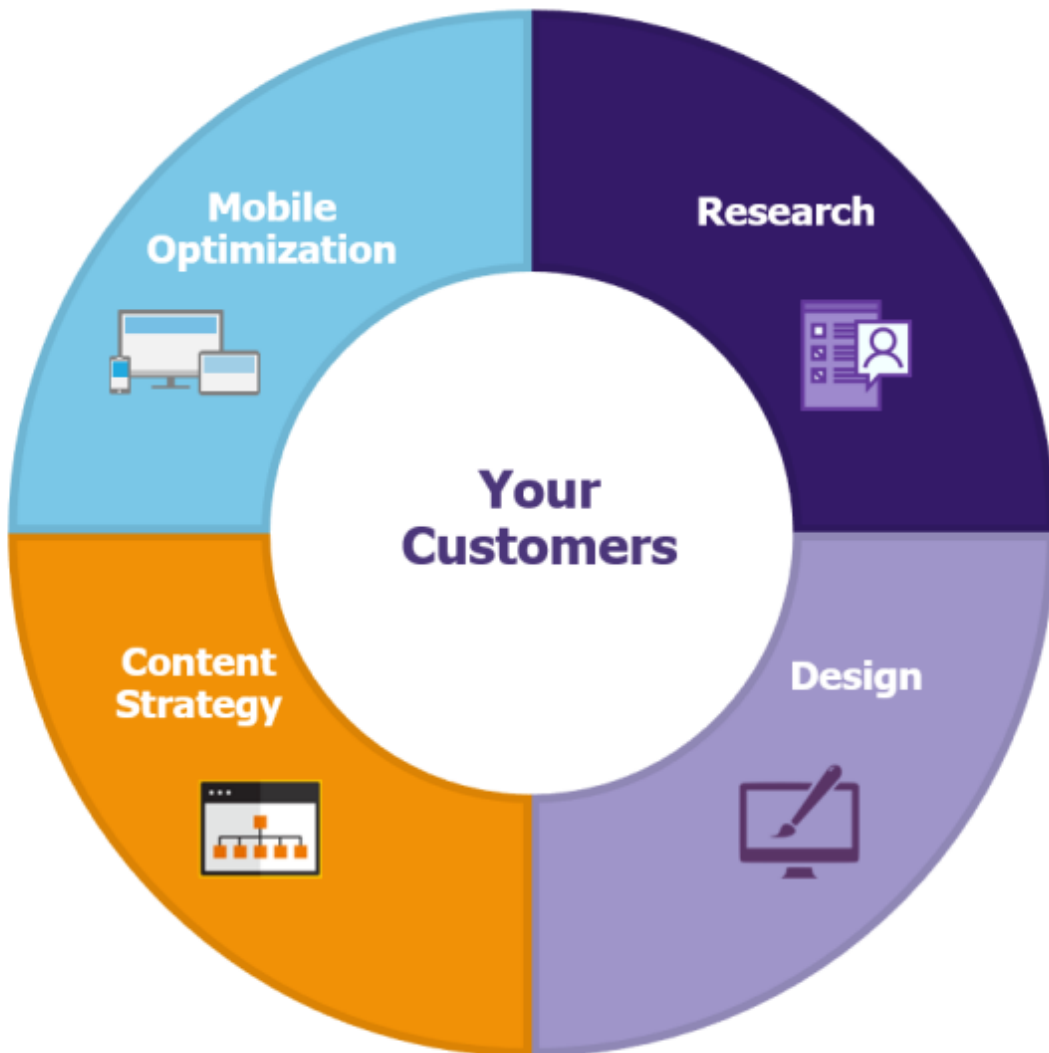 Mobile
Optimization
Research
Your
Customers
Content
Strategy
Design